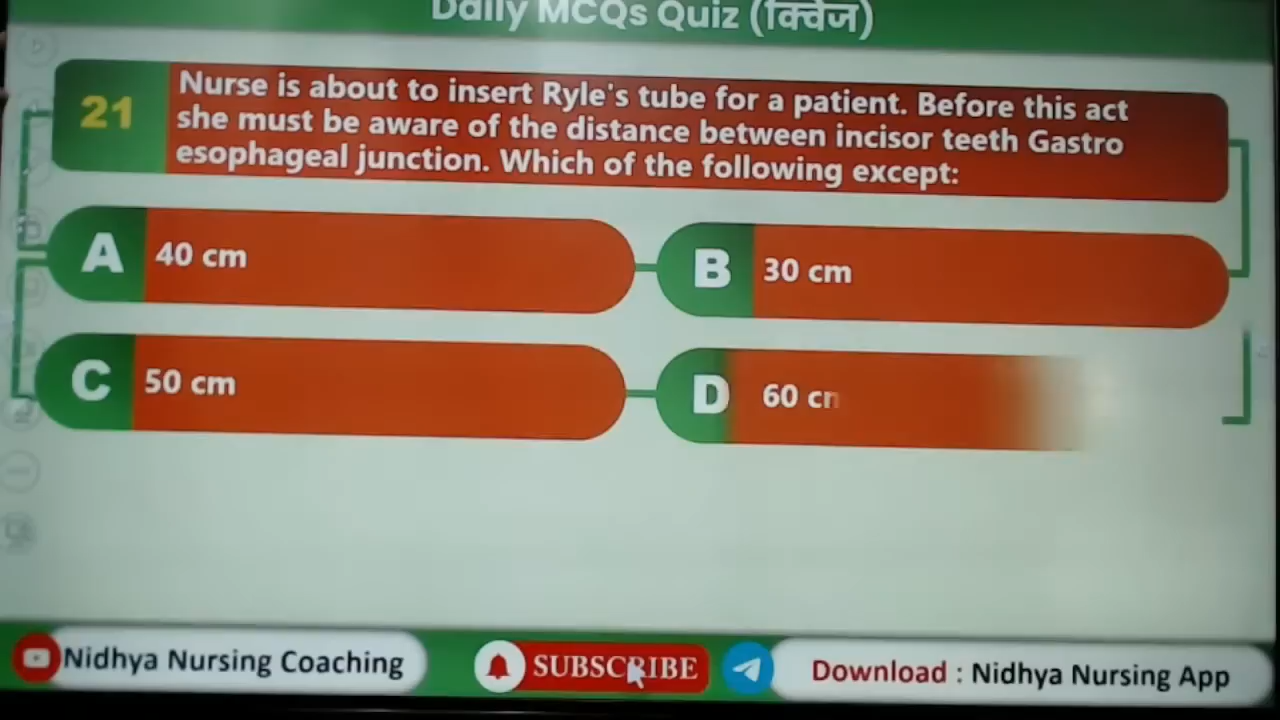 Daily MCQs Quiz (क्विज)
21
Nurse is about to insert Ryle's tube for a patient. Before this act
she must be aware of the distance between incisor teeth Gastro
esophageal junction. Which of the following except:
A 40 cm
B 30 cm
C 50 cm
D 60 cm
Nidhya Nursing Coaching
SUBSCRIBE
Download : Nidhya Nursing App